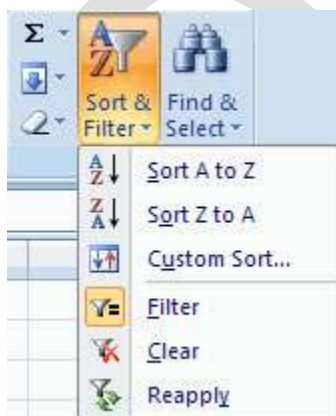 Σ
Sort & Find &
Filter Select
Sort A to Z
Sort Z to A
Custom Sort...
Filter
Clear
Reapply